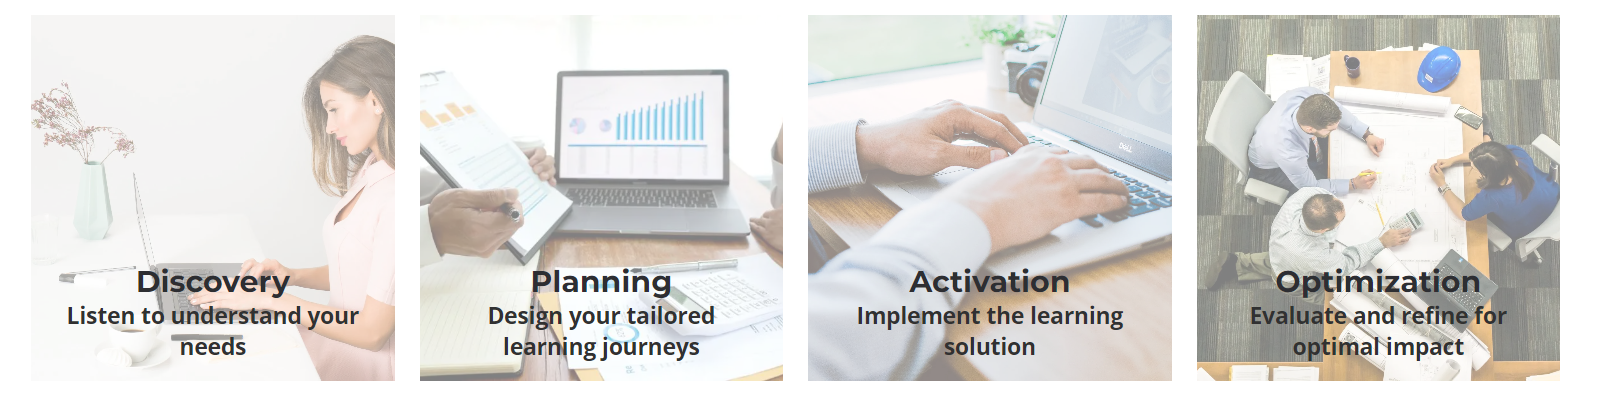 Discovery
Listen to understand your
needs
Planning
Design your tailored
learning journeys
Activation
Implement the learning
solution
DELL
Optimization
Evaluate and refine for
optimal impact